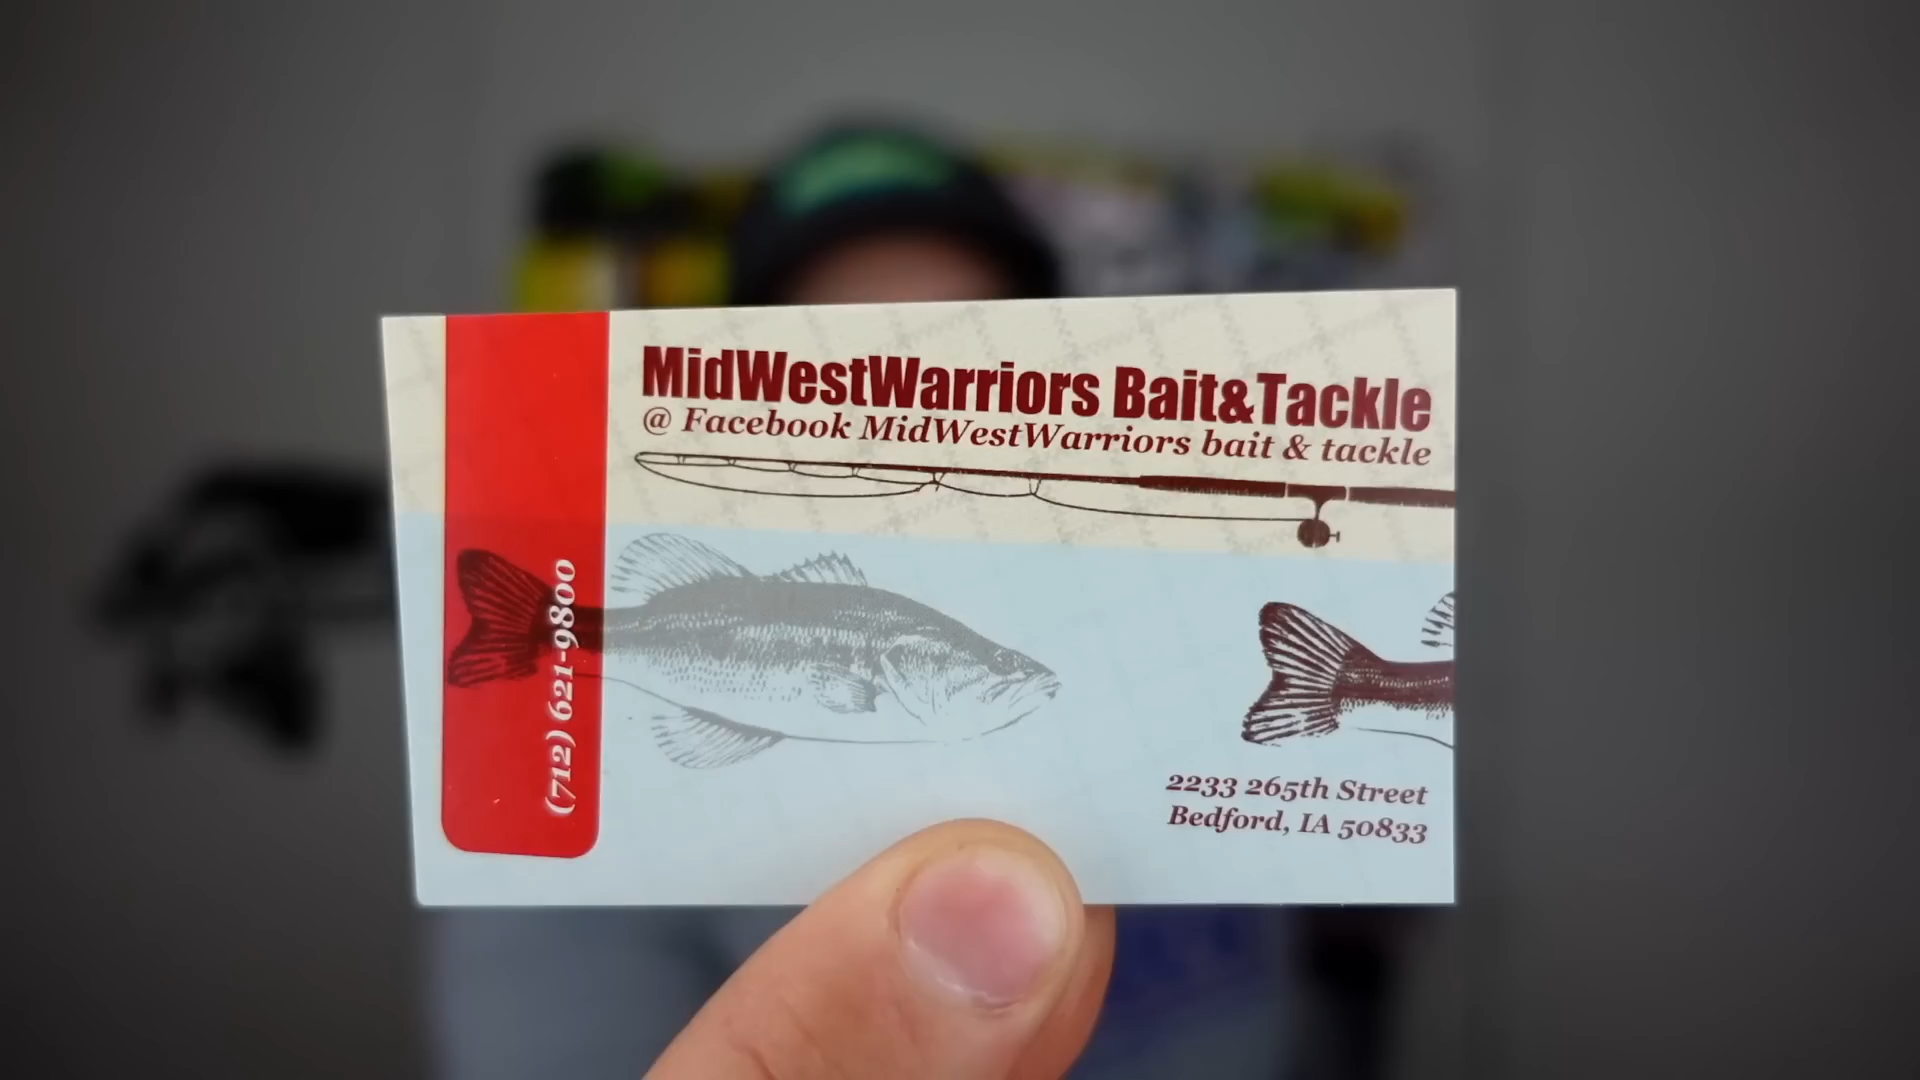 MidWestWarriors Bait&Tackle
@ Facebook MidWestWarriors bait & tackle
(712) 621-9800
2233 265th Street
Bedford, IA 50833